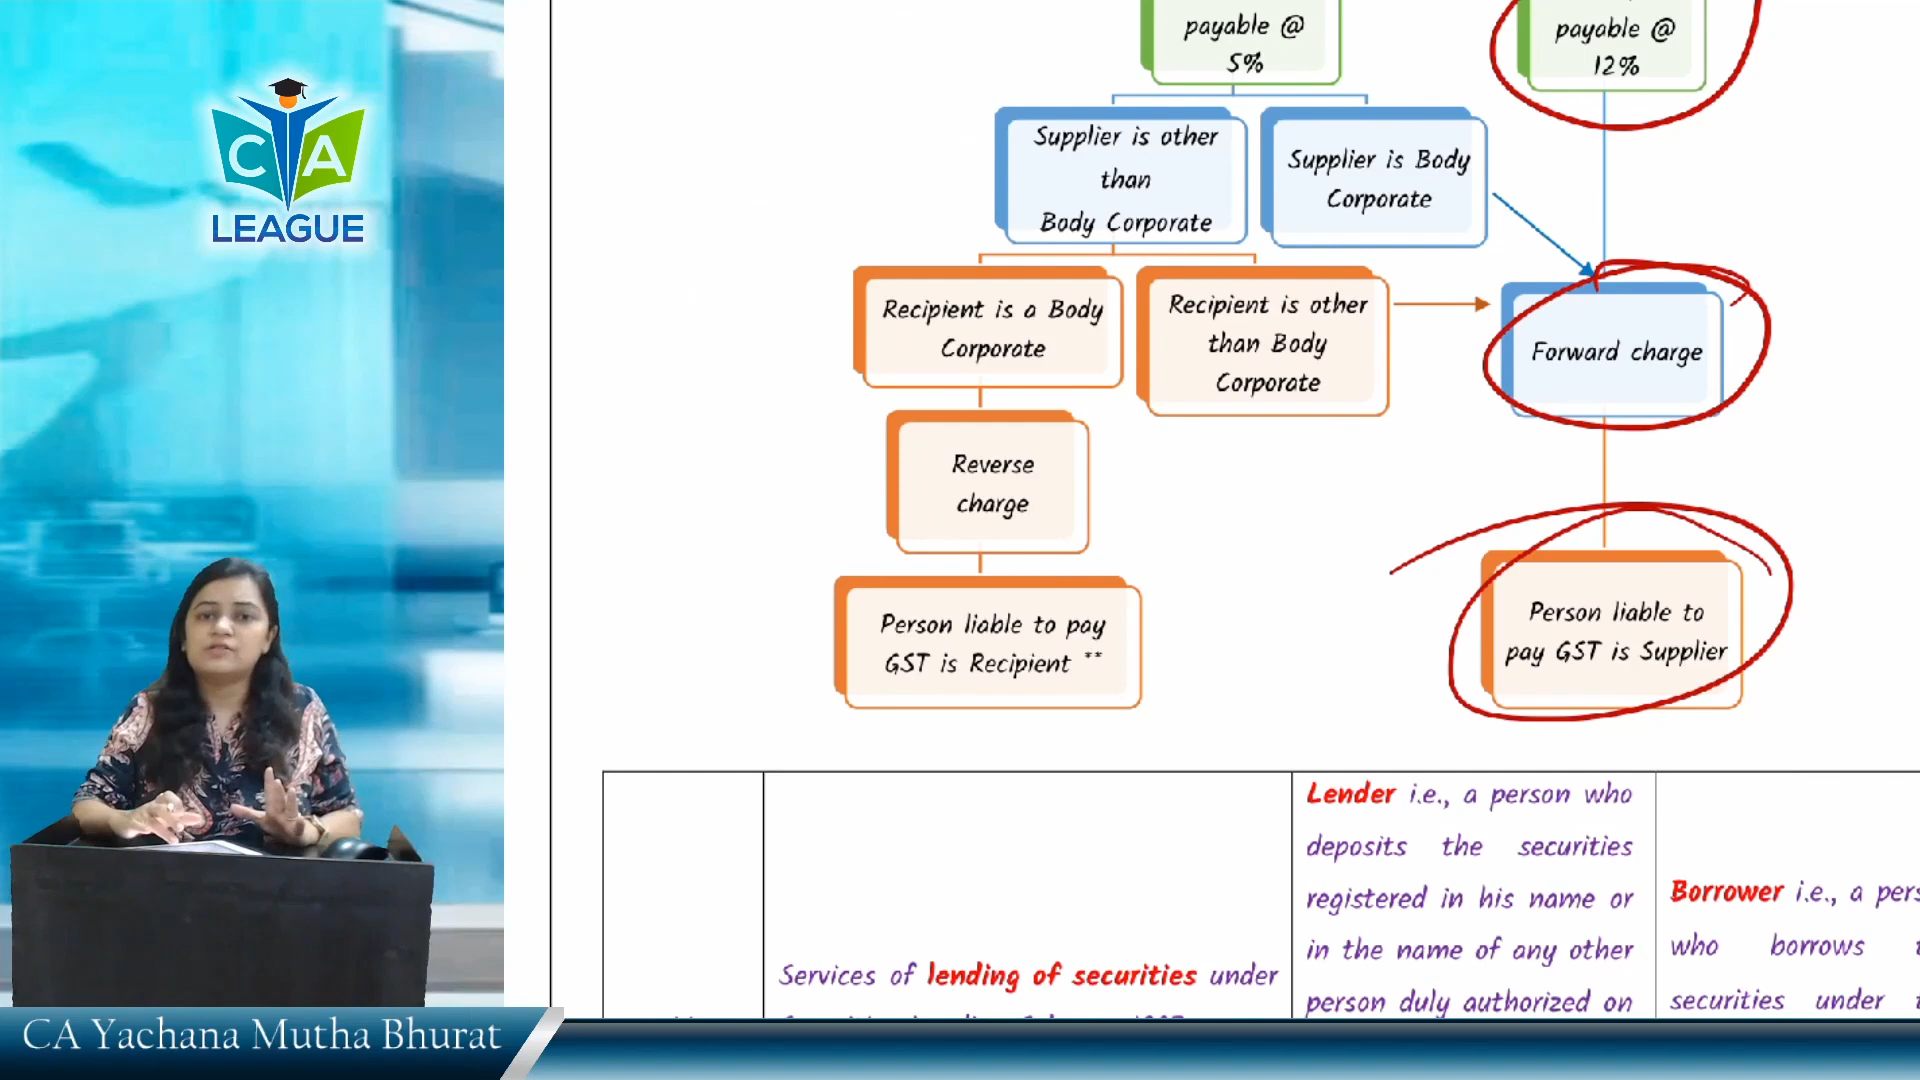 C A
LEAGUE
payable @
5%
payable @
12%
Supplier is other
than
Body Corporate
Supplier is Body
Corporate
Recipient is a Body
Corporate
Recipient is other
than Body
Corporate
Forward charge
Reverse
charge
Person liable to pay
GST is Recipient **
Person liable to
pay GST is Supplier
Services of lending of securities under
Lender i.e., a person who
deposits the securities
registered in his name or
in the name of any other
person duly authorized on
Borrower i.e., a pers
who borrows t
securities under t
CA Yachana Mutha Bhurat